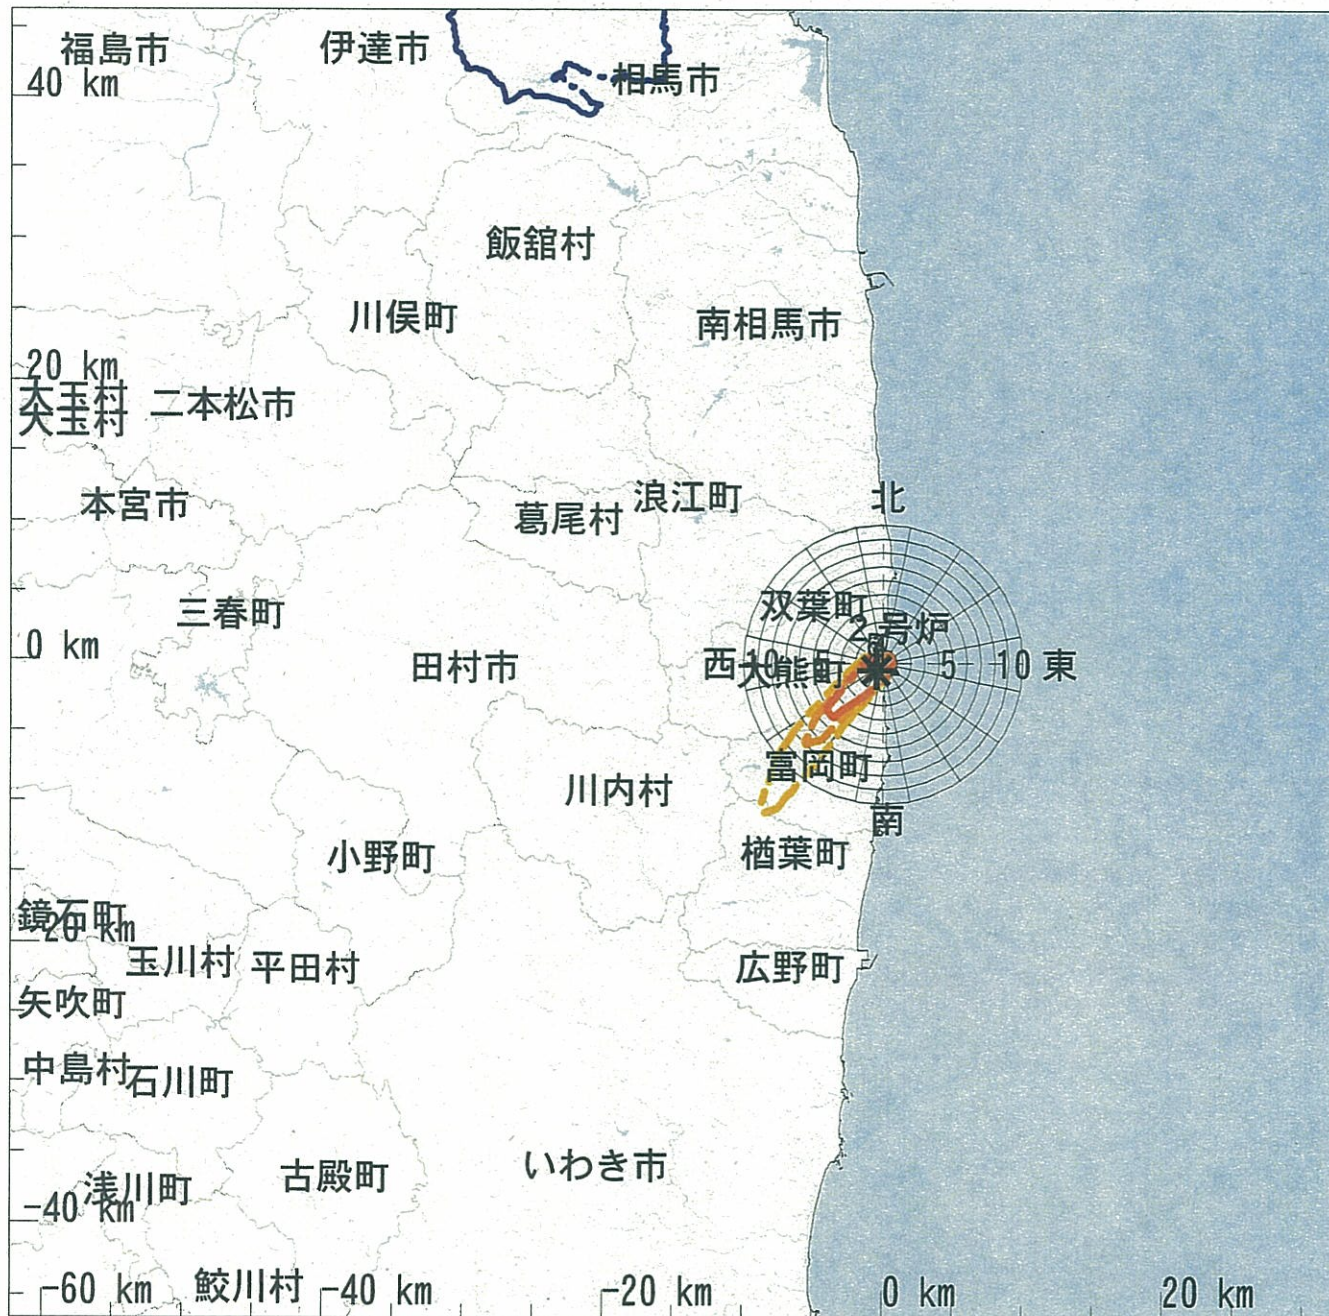 福島市
伊達市
40 km
相馬市
飯舘村
川俣町
南相馬市
20 km
大玉村
大玉村
二本松市
本宮市
葛尾村
浪江町
北
双葉町
三春町
2号炉
0 km
田村市
西
10
5
大熊町
5
10
東
富岡町
川内村
南
楢葉町
小野町
鏡石町
-20 km
玉川村
平田村
広野町
矢吹町
中島村
石川町
いわき市
古殿町
浅川町
-40 km
-60 km
鮫川村
-40 km
-20 km
0 km
20 km